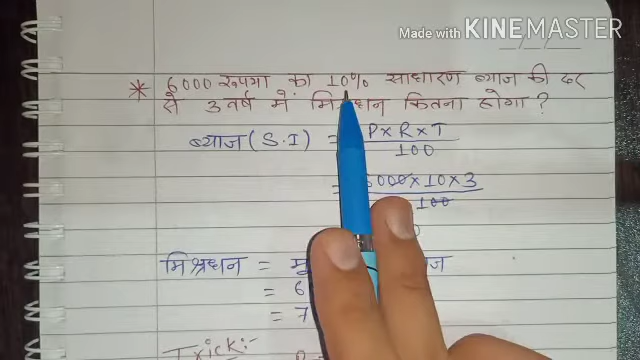 Made with KINEMASTER
* 6000 रूपया का 10% साधारण ब्याज की दर
से 3 वर्ष में मिश्रधन कितना होगा ?
ब्याज (S.I) = P x R x T
100
= 6000 x 10 x 3
100
मिश्रधन =
= 6
= 7
Trick:-